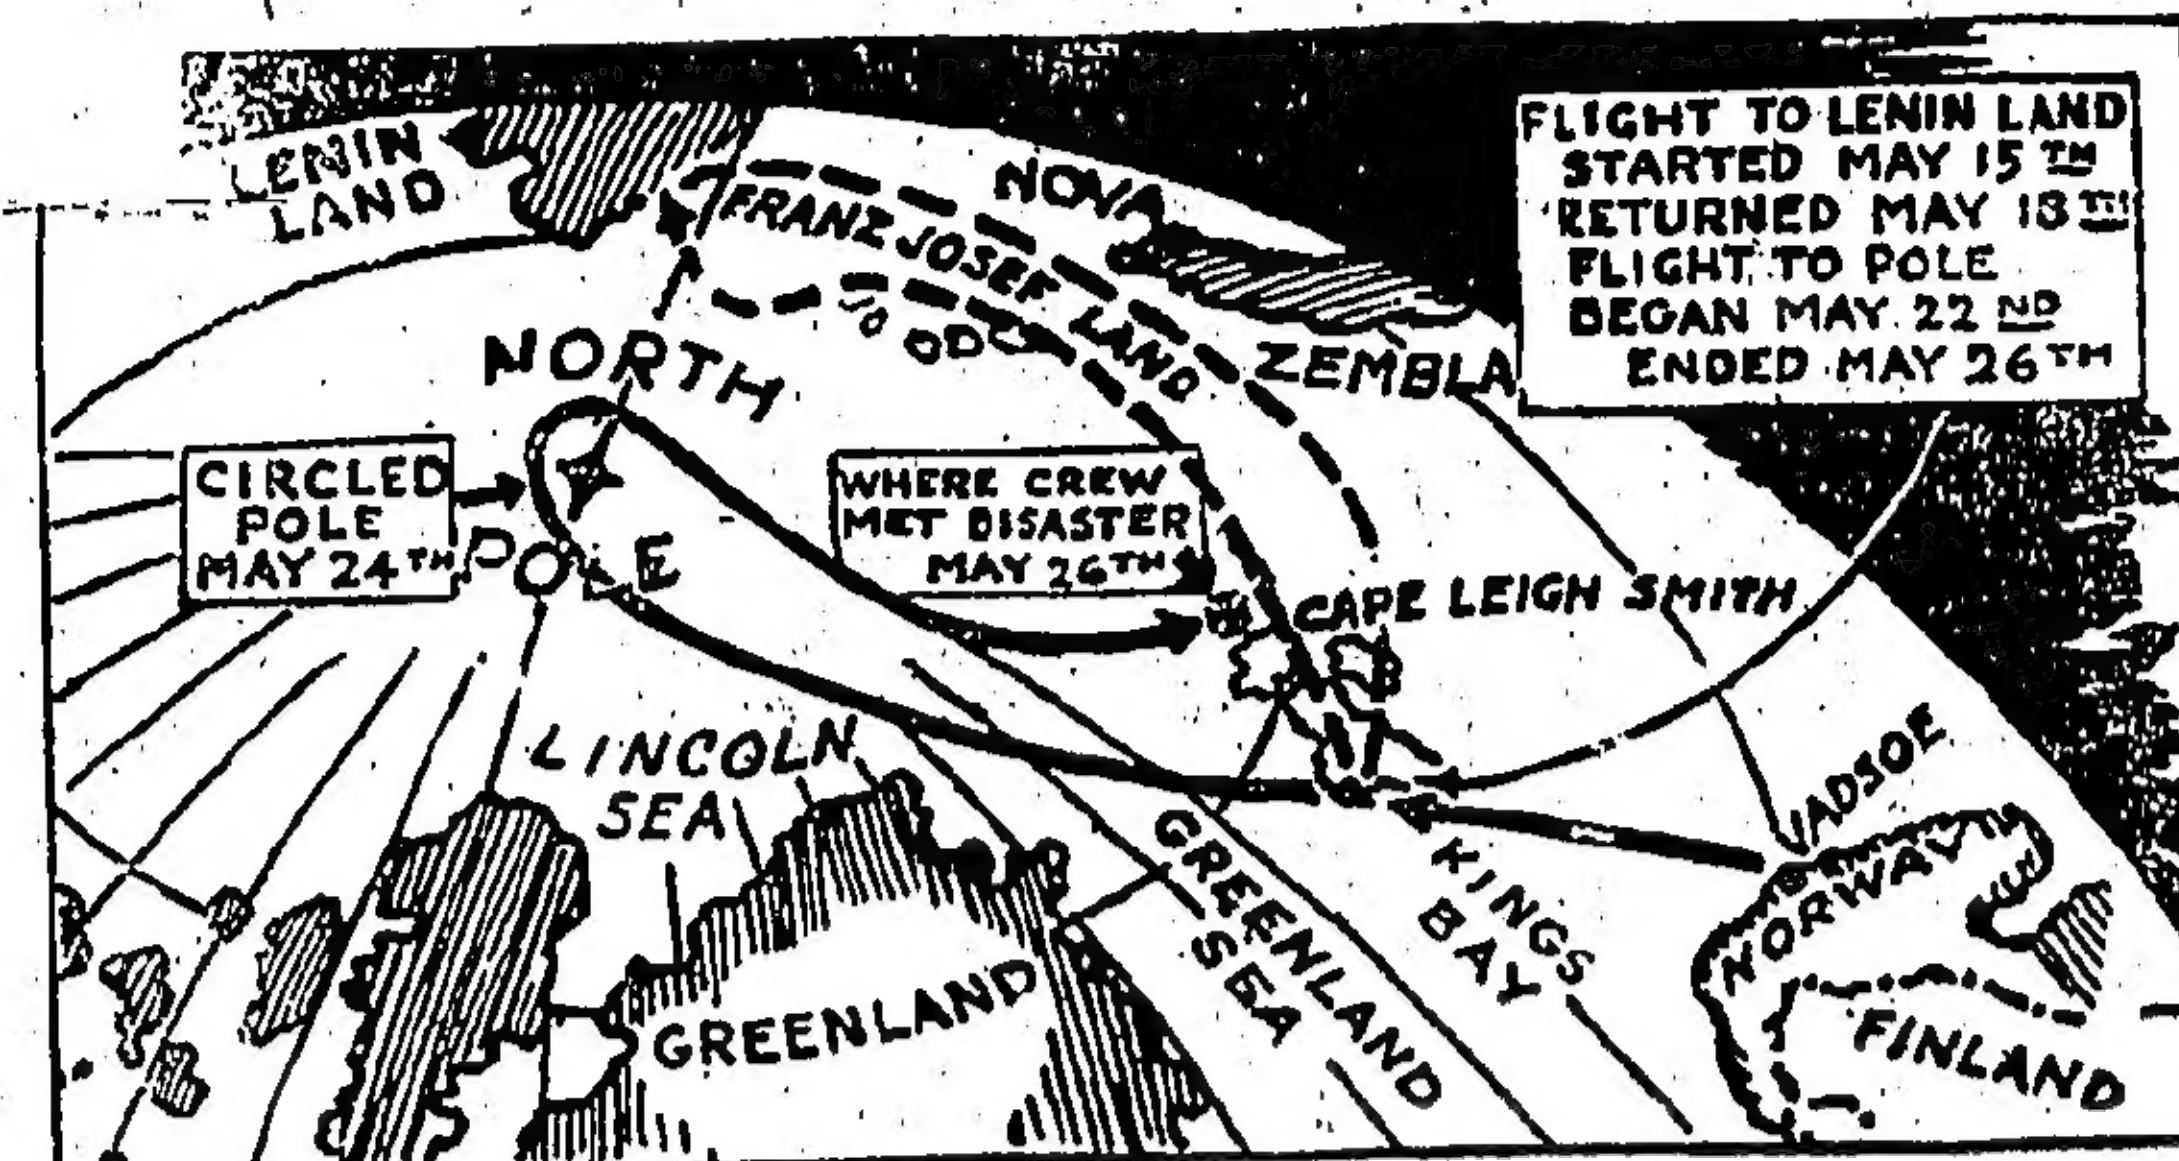 FLIGHT TO LENIN LAND
STARTED MAY 15TH
RETURNED MAY 18TH
FLIGHT TO POLE
BEGAN MAY 22ND
ENDED MAY 26TH
LENIN
LAND
NOVA
ZEMBLA
FRANZ JOSEF LAND
NORTH
POLE
CIRCLED
POLE
MAY 24TH
WHERE CREW
MET DISASTER
MAY 26TH
CAPE LEIGH SMITH
LINCOLN
SEA
VADSOE
KINGS
BAY
GREENLAND
SEA
NORWAY
GREENLAND
FINLAND